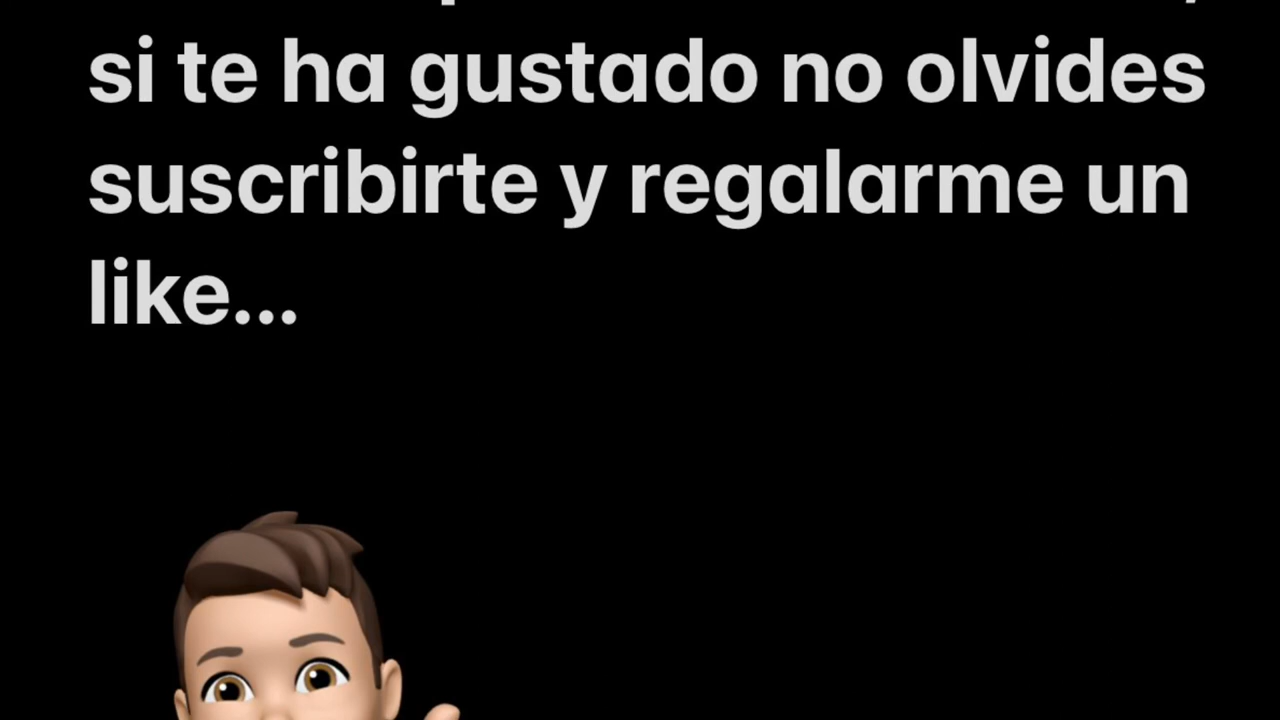 si te ha gustado no olvides
suscribirte y regalarme un
like...